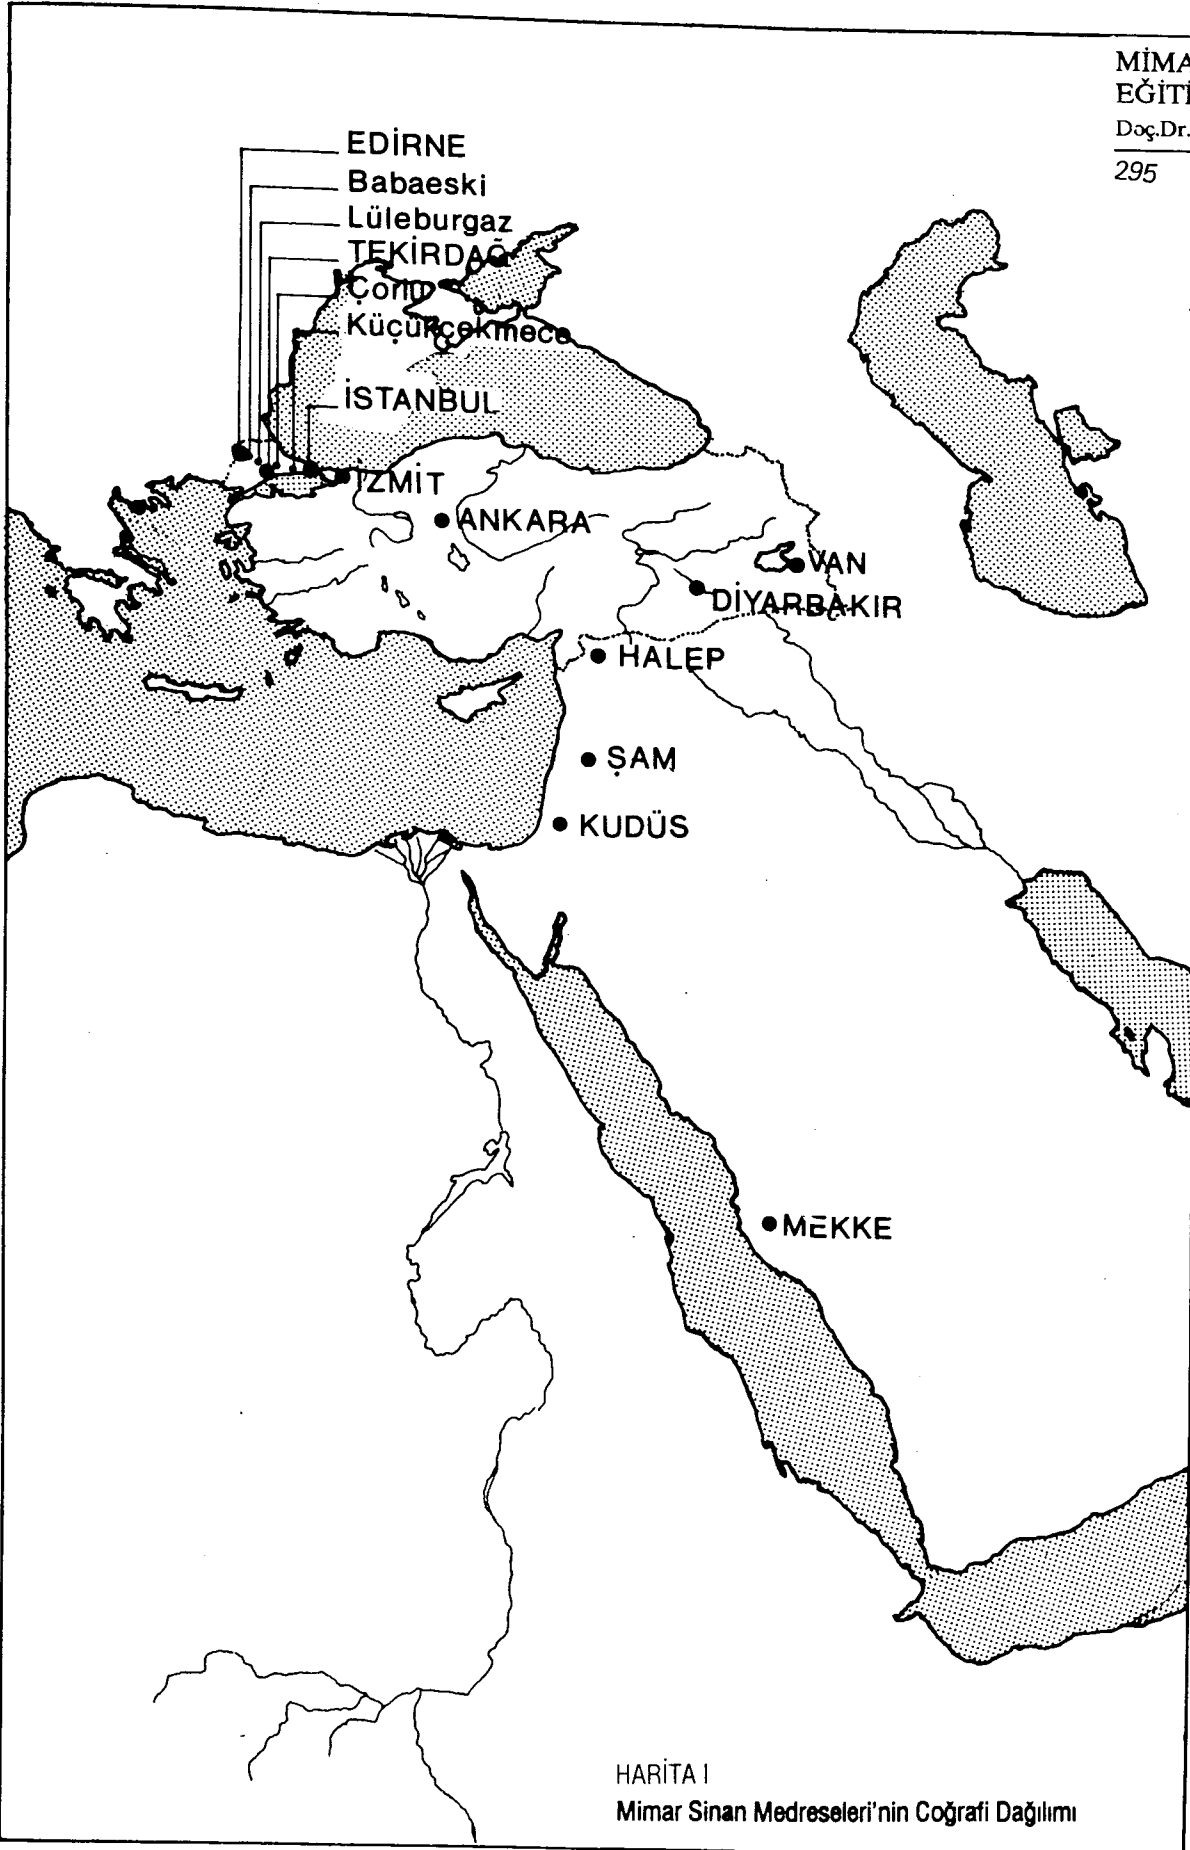 MİMA
EĞİTİ
Doç.Dr.
295
EDİRNE
Babaeski
Lüleburgaz
TEKİRDAĞ
Çorlu
Küçükçekmece
İSTANBUL
İZMİT
ANKARA
VAN
DİYARBAKIR
HALEP
ŞAM
KUDÜS
MEKKE
HARİTA I
Mimar Sinan Medreseleri'nin Coğrafi Dağılımı